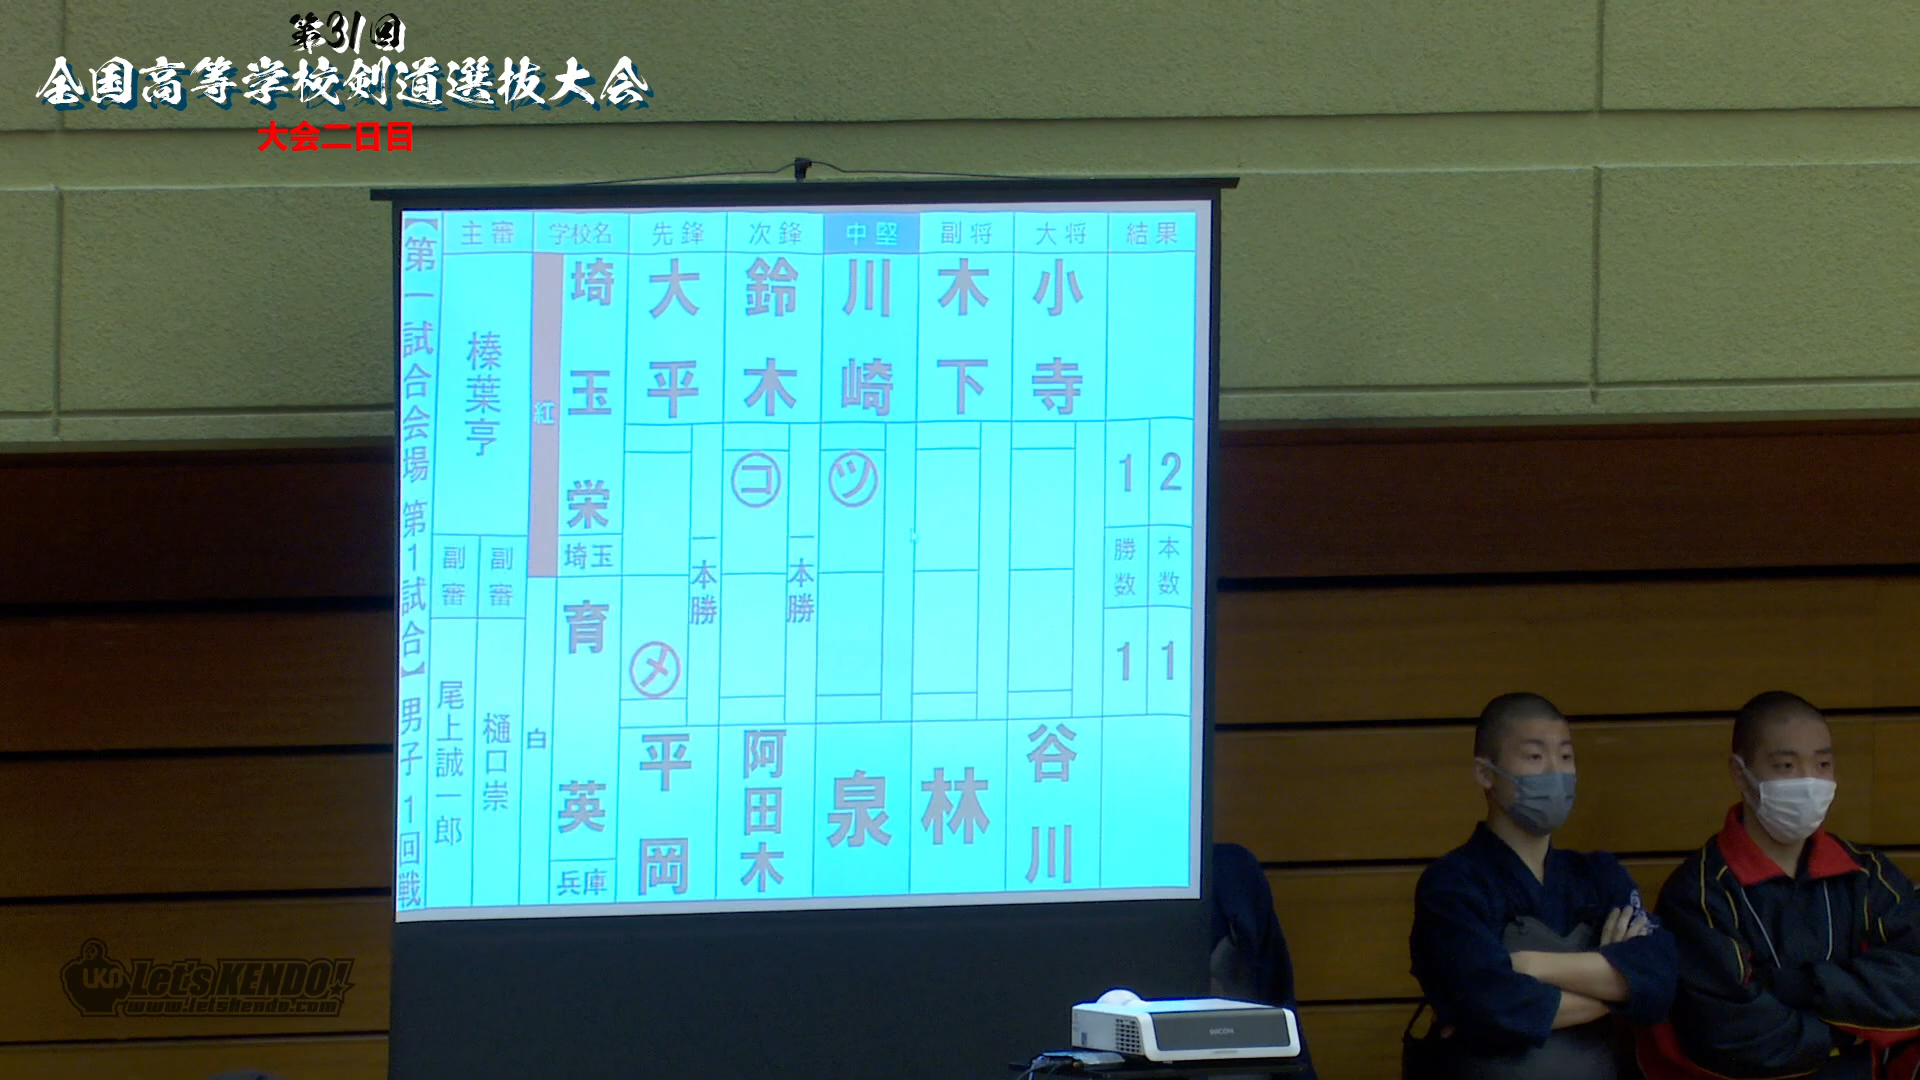 第31回
全国高等学校剣道選抜大会
大会二日目
【第一試合会場 第1試合】男子 1回戦
主審
学校名
先鋒
次鋒
中堅
副将
大将
結果
榛葉亨
紅
埼玉栄
埼玉
大平
鈴木
川崎
木下
小寺
コ
ツ
メ
一本勝
一本勝
1 2
勝数 本数
1 1
副審
副審
尾上誠一郎
樋口崇
白
育英
兵庫
平岡
阿田木
泉
林
谷川
LKD Let's KENDO!
www.letskendo.com
RICOH